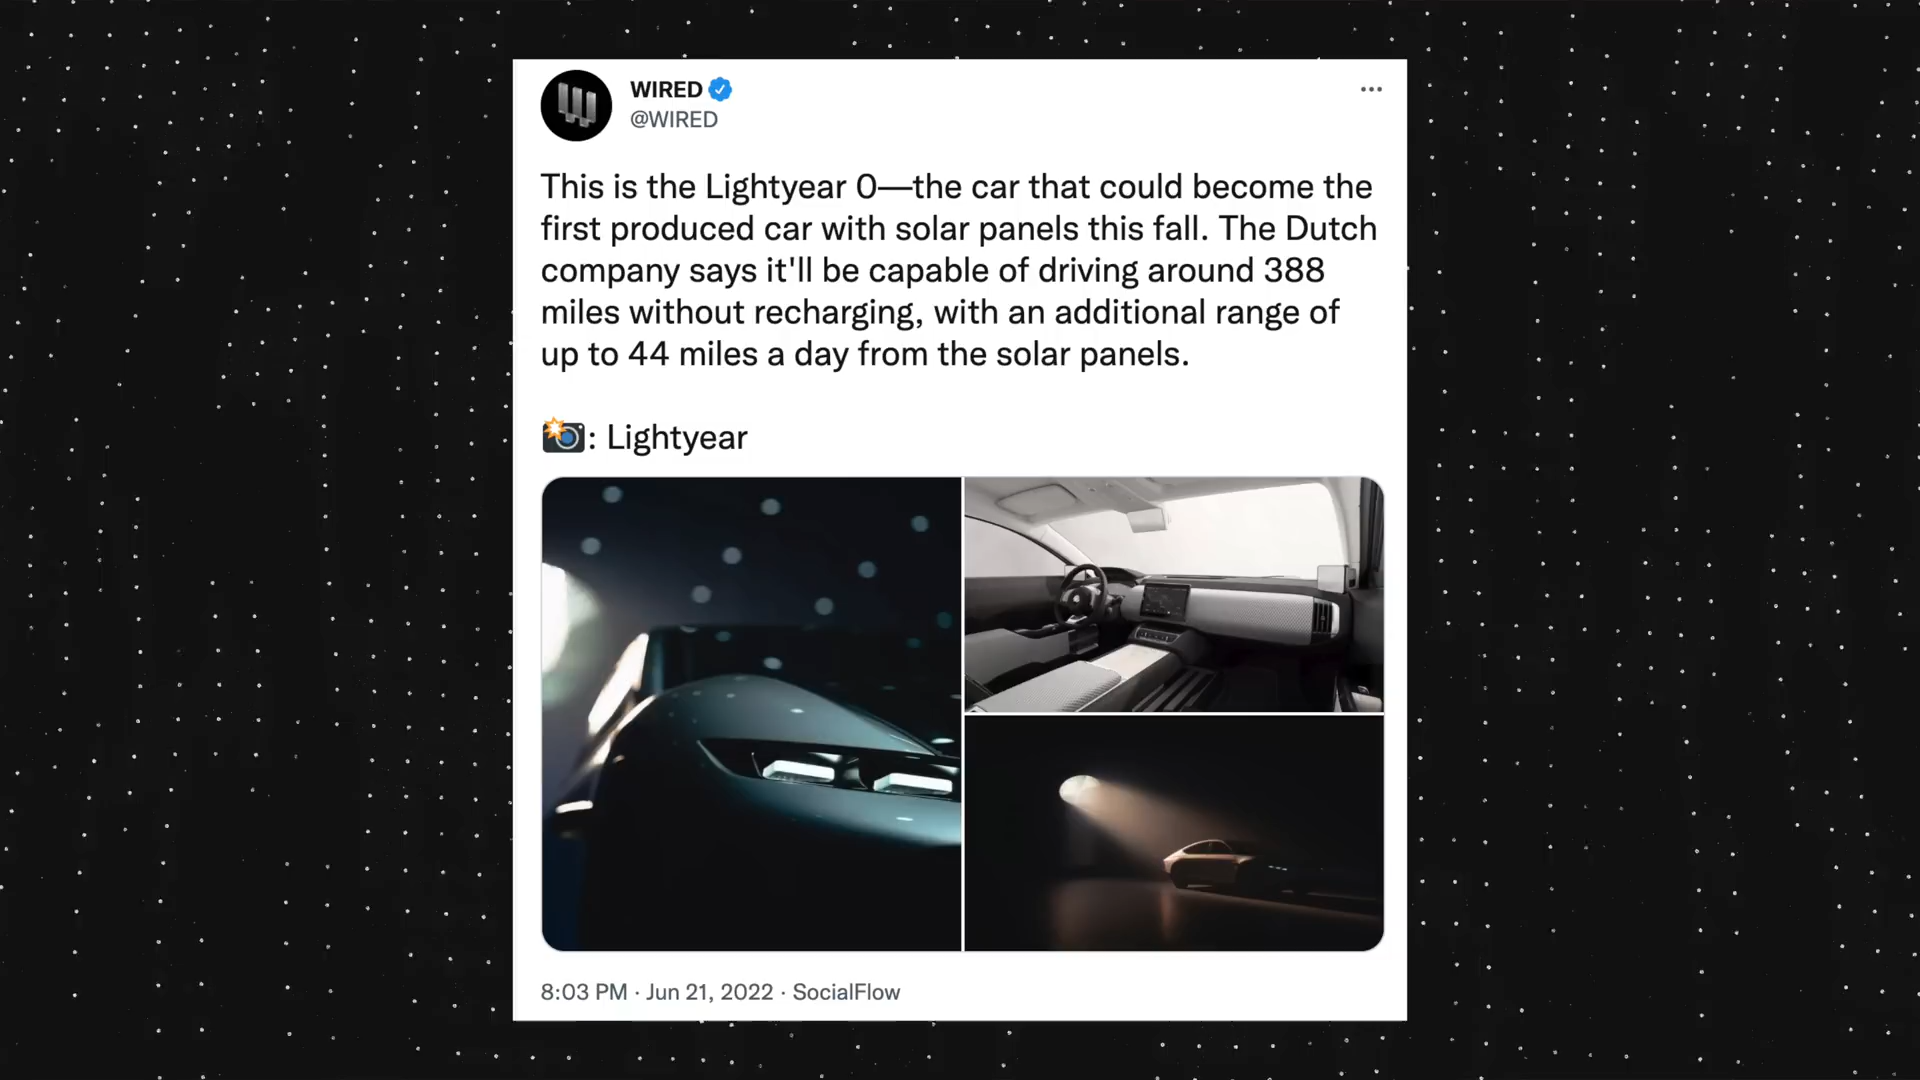 WIRED
@WIRED
This is the Lightyear 0—the car that could become the
first produced car with solar panels this fall. The Dutch
company says it'll be capable of driving around 388
miles without recharging, with an additional range of
up to 44 miles a day from the solar panels.
📸: Lightyear
8:03 PM · Jun 21, 2022 · SocialFlow